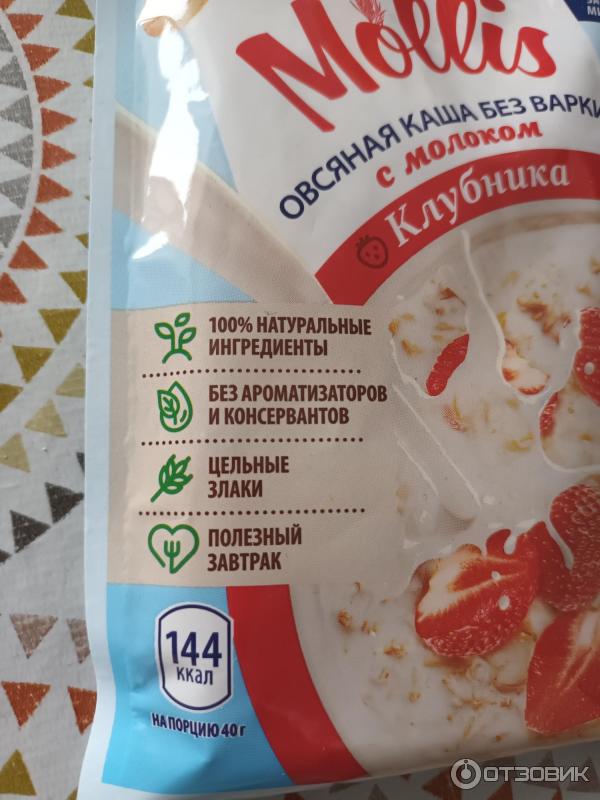 Mollis
ОВСЯНАЯ КАША БЕЗ ВАРКИ
с молоком
Клубника
100% НАТУРАЛЬНЫЕ
ИНГРЕДИЕНТЫ
БЕЗ АРОМАТИЗАТОРОВ
И КОНСЕРВАНТОВ
ЦЕЛЬНЫЕ
ЗЛАКИ
ПОЛЕЗНЫЙ
ЗАВТРАК
144
ккал
НА ПОРЦИЮ 40 г
ОТЗОВИК